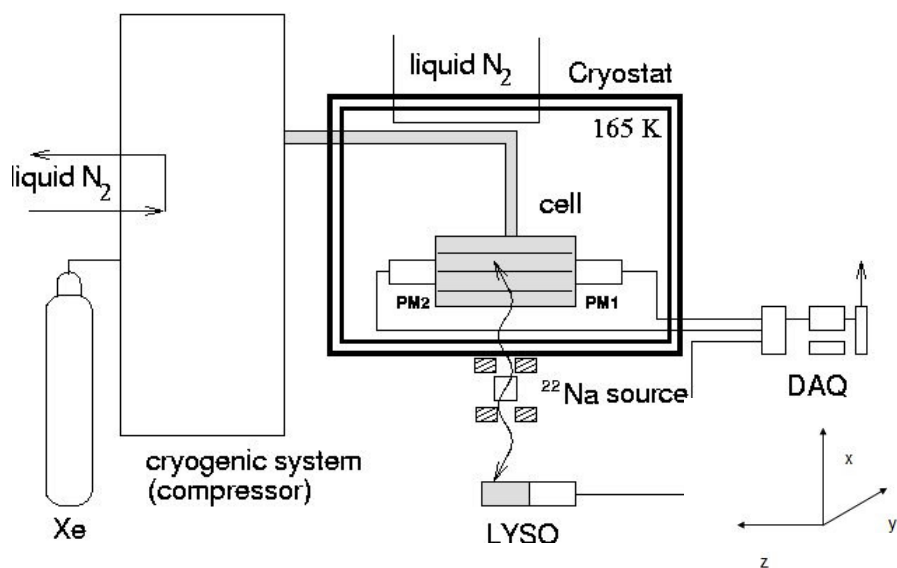 liquid N2
Cryostat
165 K
liquid N2
cell
PM2
PM1
22Na source
DAQ
cryogenic system
(compressor)
Xe
LYSO
x
y
z